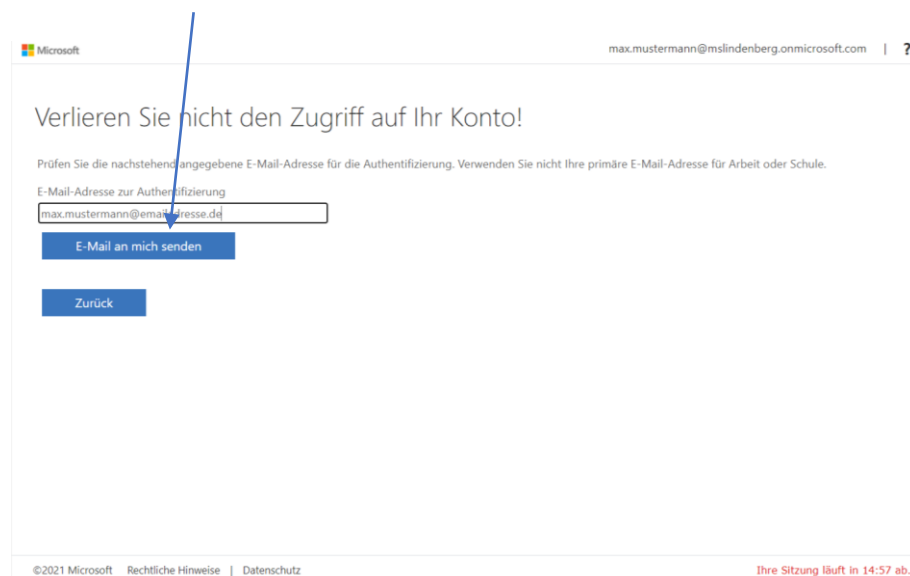 Microsoft
max.mustermann@mslindenberg.onmicrosoft.com | ?
Verlieren Sie nicht den Zugriff auf Ihr Konto!
Prüfen Sie die nachstehend angegebene E-Mail-Adresse für die Authentifizierung. Verwenden Sie nicht Ihre primäre E-Mail-Adresse für Arbeit oder Schule.
E-Mail-Adresse zur Authentifizierung
max.mustermann@emailadresse.de
E-Mail an mich senden
Zurück
©2021 Microsoft Rechtliche Hinweise | Datenschutz
Ihre Sitzung läuft in 14:57 ab.